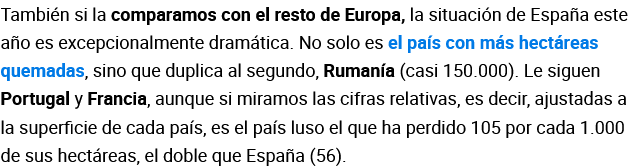 También si la comparamos con el resto de Europa, la situación de España este
año es excepcionalmente dramática. No solo es el país con más hectáreas
quemadas, sino que duplica al segundo, Rumanía (casi 150.000). Le siguen
Portugal y Francia, aunque si miramos las cifras relativas, es decir, ajustadas a
la superficie de cada país, es el país luso el que ha perdido 105 por cada 1.000
de sus hectáreas, el doble que España (56).